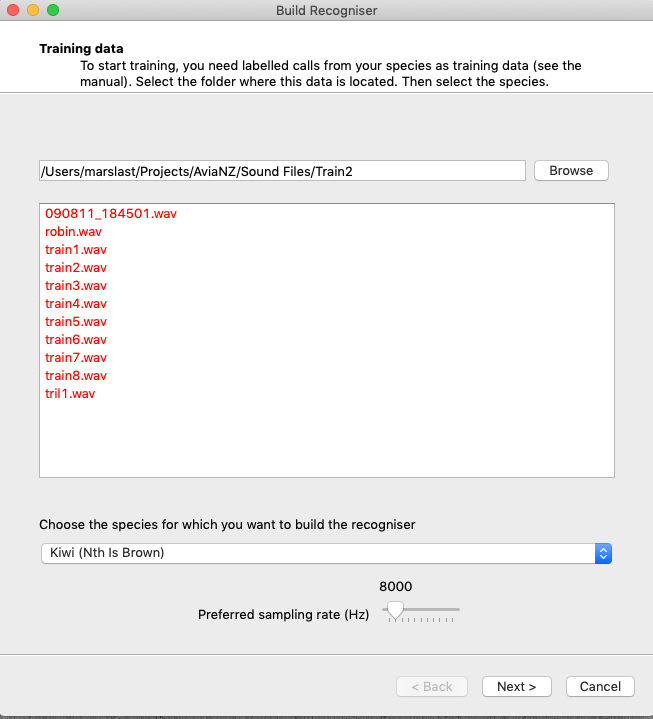 Build Recogniser
Training data
To start training, you need labelled calls from your species as training data (see the
manual). Select the folder where this data is located. Then select the species.
/Users/marslast/Projects/AviaNZ/Sound Files/Train2
Browse
090811_184501.wav
robin.wav
train1.wav
train2.wav
train3.wav
train4.wav
train5.wav
train6.wav
train7.wav
train8.wav
tril1.wav
Choose the species for which you want to build the recogniser
Kiwi (Nth Is Brown)
8000
Preferred sampling rate (Hz)
< Back
Next >
Cancel